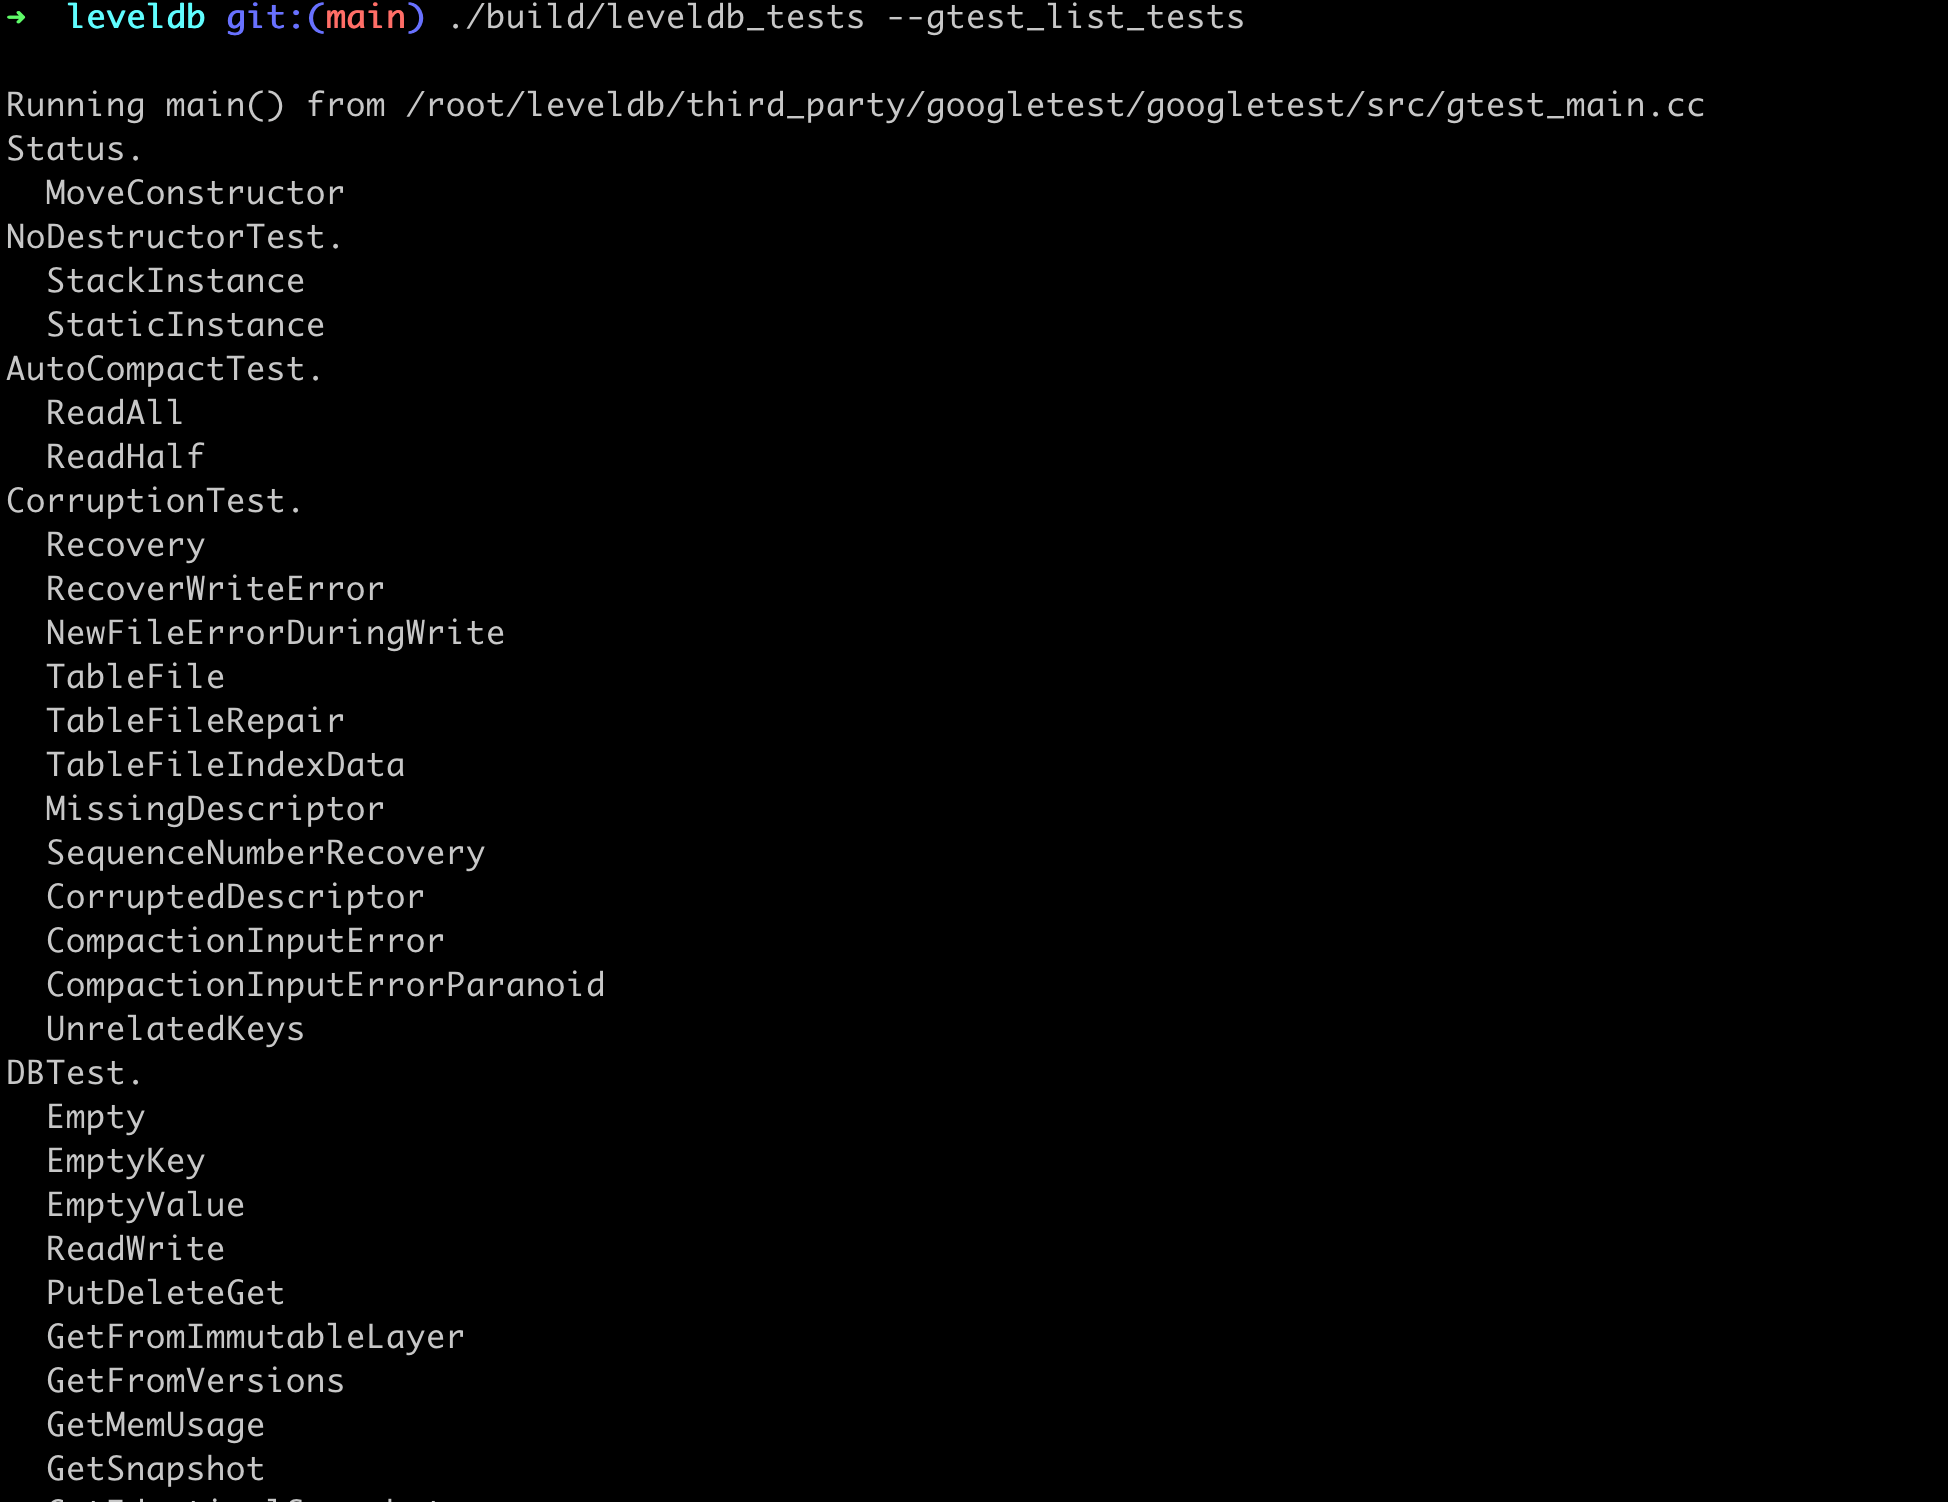 ➜  leveldb git:(main) ./build/leveldb_tests --gtest_list_tests

Running main() from /root/leveldb/third_party/googletest/googletest/src/gtest_main.cc
Status.
  MoveConstructor
NoDestructorTest.
  StackInstance
  StaticInstance
AutoCompactTest.
  ReadAll
  ReadHalf
CorruptionTest.
  Recovery
  RecoverWriteError
  NewFileErrorDuringWrite
  TableFile
  TableFileRepair
  TableFileIndexData
  MissingDescriptor
  SequenceNumberRecovery
  CorruptedDescriptor
  CompactionInputError
  CompactionInputErrorParanoid
  UnrelatedKeys
DBTest.
  Empty
  EmptyKey
  EmptyValue
  ReadWrite
  PutDeleteGet
  GetFromImmutableLayer
  GetFromVersions
  GetMemUsage
  GetSnapshot